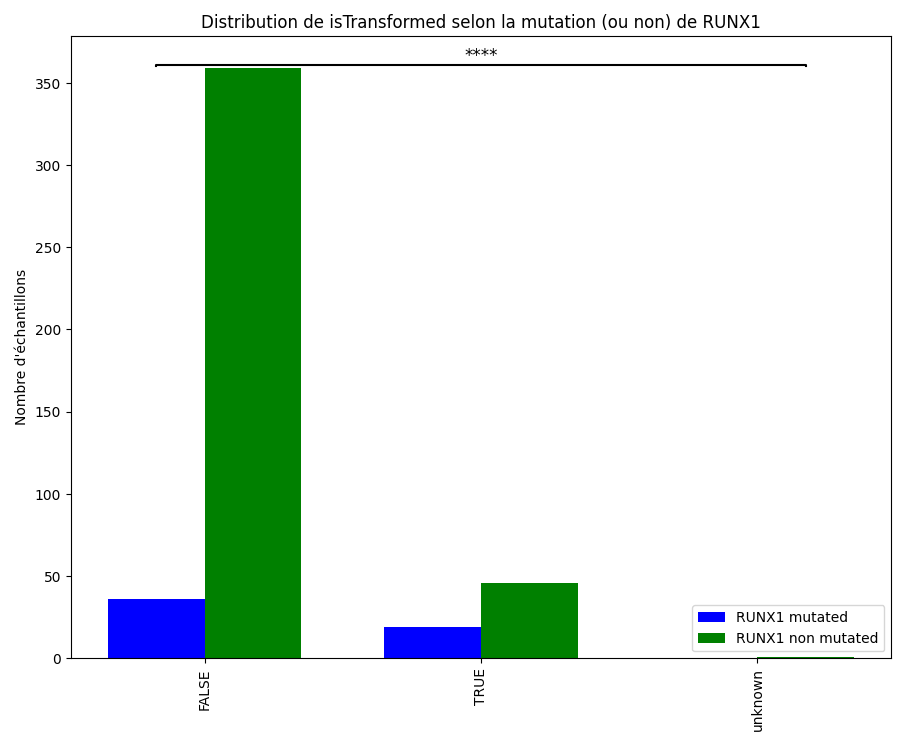 Distribution de isTransformed selon la mutation (ou non) de RUNX1
****
350
300
250
200
150
100
50
0
Nombre d'échantillons
FALSE
TRUE
unknown
RUNX1 mutated
RUNX1 non mutated